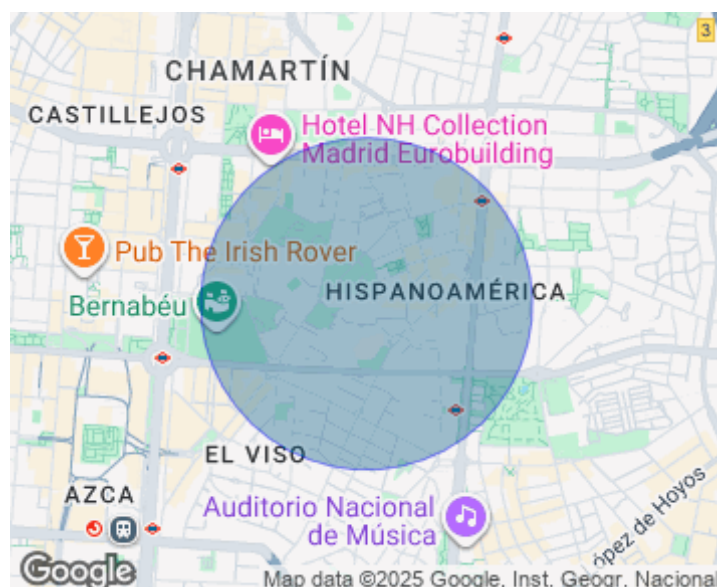 3
CHAMARTÍN
CASTILLEJOS
Hotel NH Collection
Madrid Eurobuilding
Pub The Irish Rover
Bernabéu
HISPANOAMÉRICA
EL VISO
AZCA
Auditorio Nacional
de Música
ópez de Hoyos
Google
Map data ©2025 Google, Inst. Geogr. Nacional